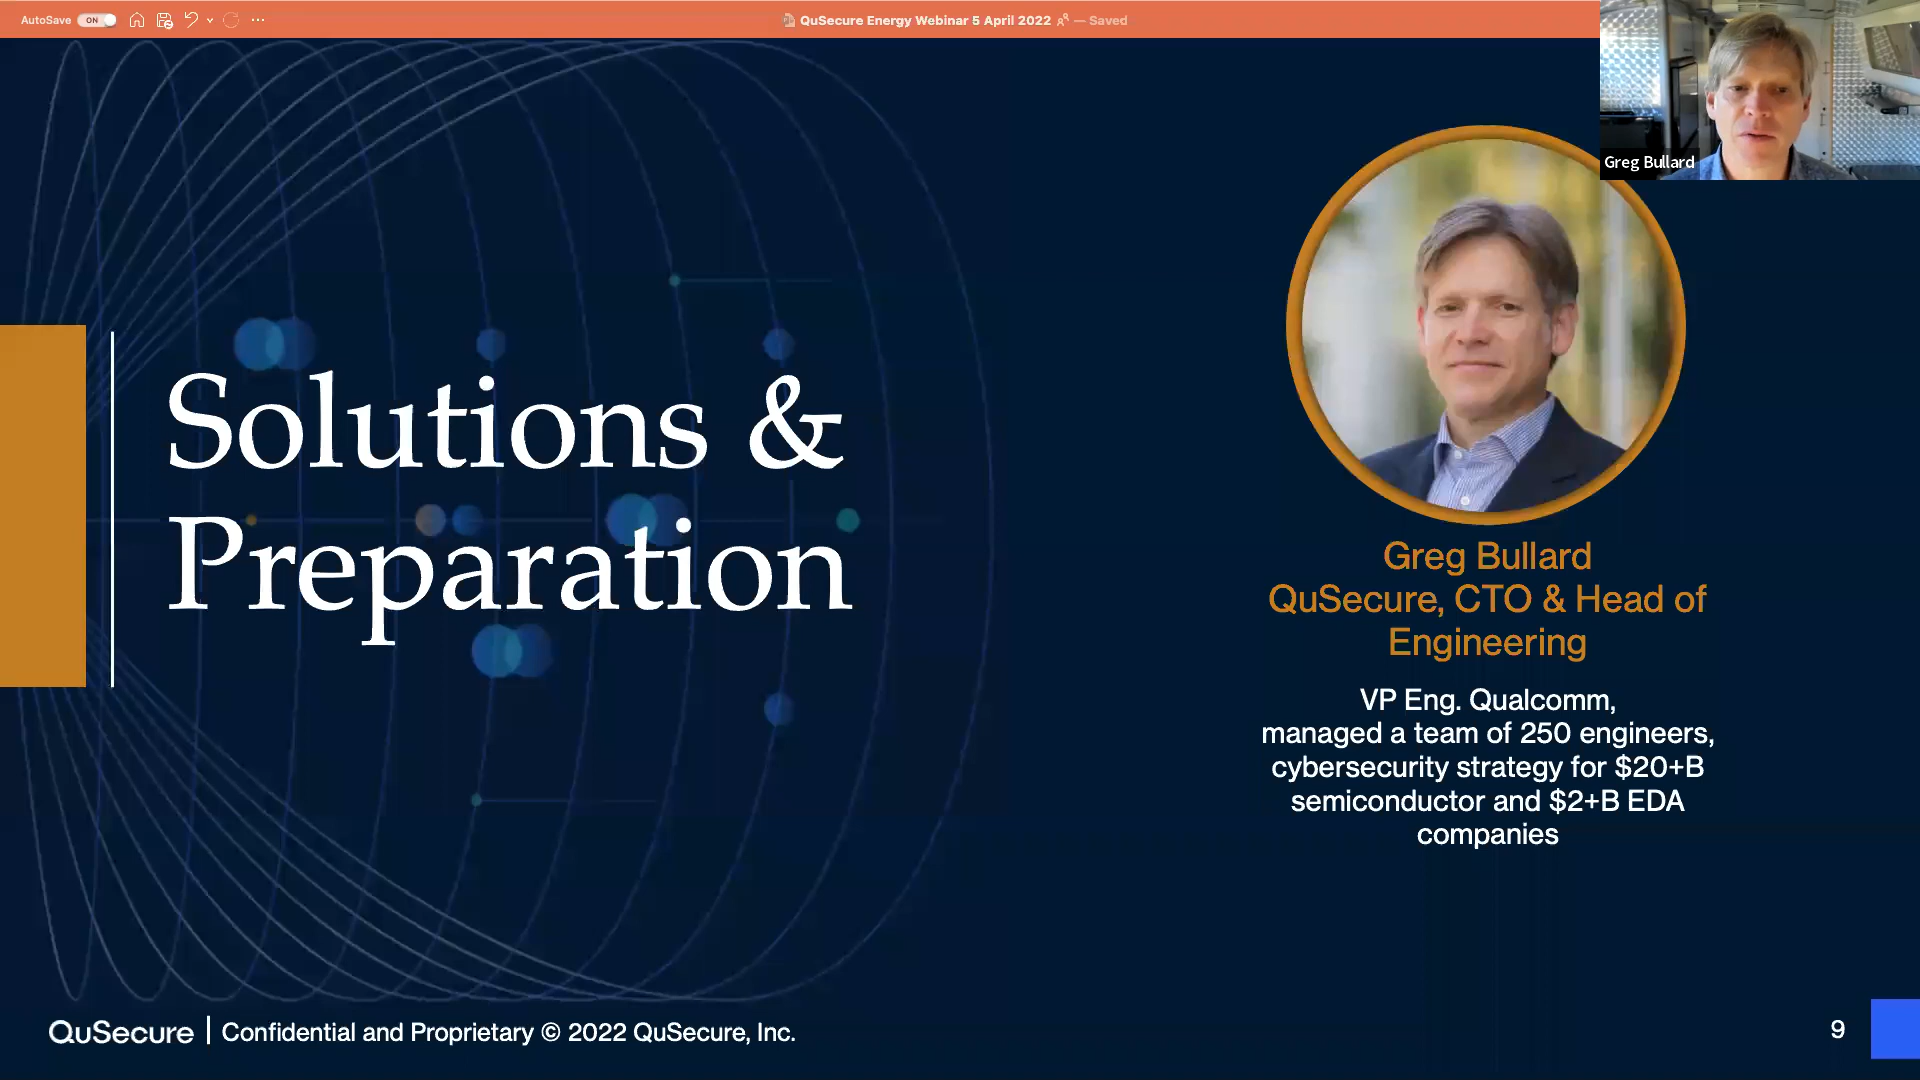 AutoSave ON
QuSecure Energy Webinar 5 April 2022 — Saved
Greg Bullard
Solutions &
Preparation
Greg Bullard
QuSecure, CTO & Head of
Engineering
VP Eng. Qualcomm,
managed a team of 250 engineers,
cybersecurity strategy for $20+B
semiconductor and $2+B EDA
companies
QuSecure | Confidential and Proprietary © 2022 QuSecure, Inc.
9